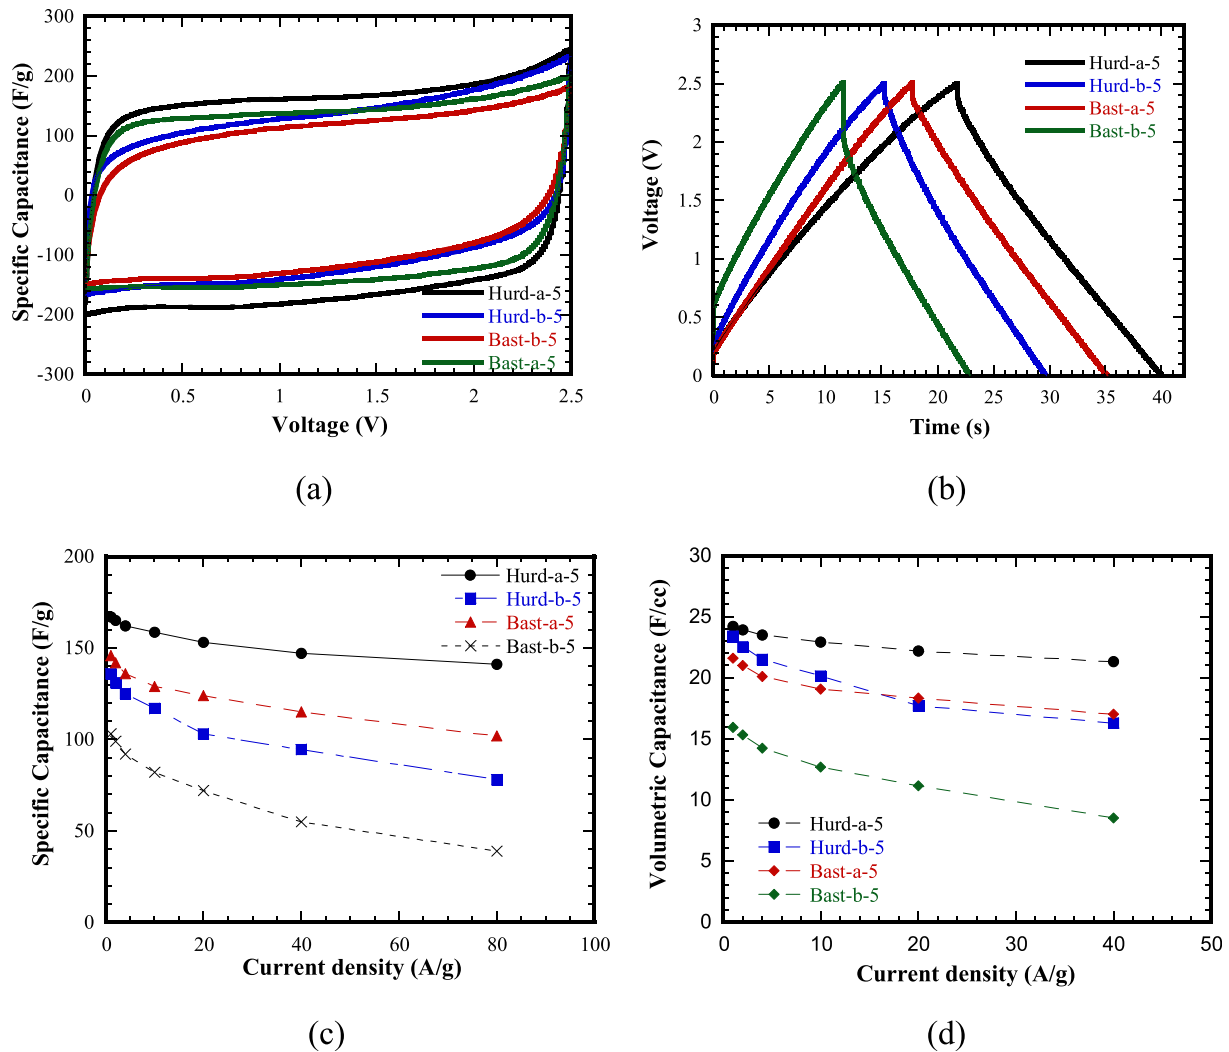 300
200
100
0
-100
-200
-300
Specific Capacitance (F/g)
Hurd-a-5
Hurd-b-5
Bast-b-5
Bast-a-5
0 0.5 1 1.5 2 2.5
Voltage (V)
(a)
3
2.5
2
1.5
1
0.5
0
Voltage (V)
Hurd-a-5
Hurd-b-5
Bast-a-5
Bast-b-5
0 5 10 15 20 25 30 35 40
Time (s)
(b)
200
150
100
50
0
Specific Capacitance (F/g)
Hurd-a-5
Hurd-b-5
Bast-a-5
Bast-b-5
0 20 40 60 80 100
Current density (A/g)
(c)
30
25
20
15
10
5
0
Volumetric Capacitance (F/cc)
Hurd-a-5
Hurd-b-5
Bast-a-5
Bast-b-5
0 10 20 30 40 50
Current density (A/g)
(d)